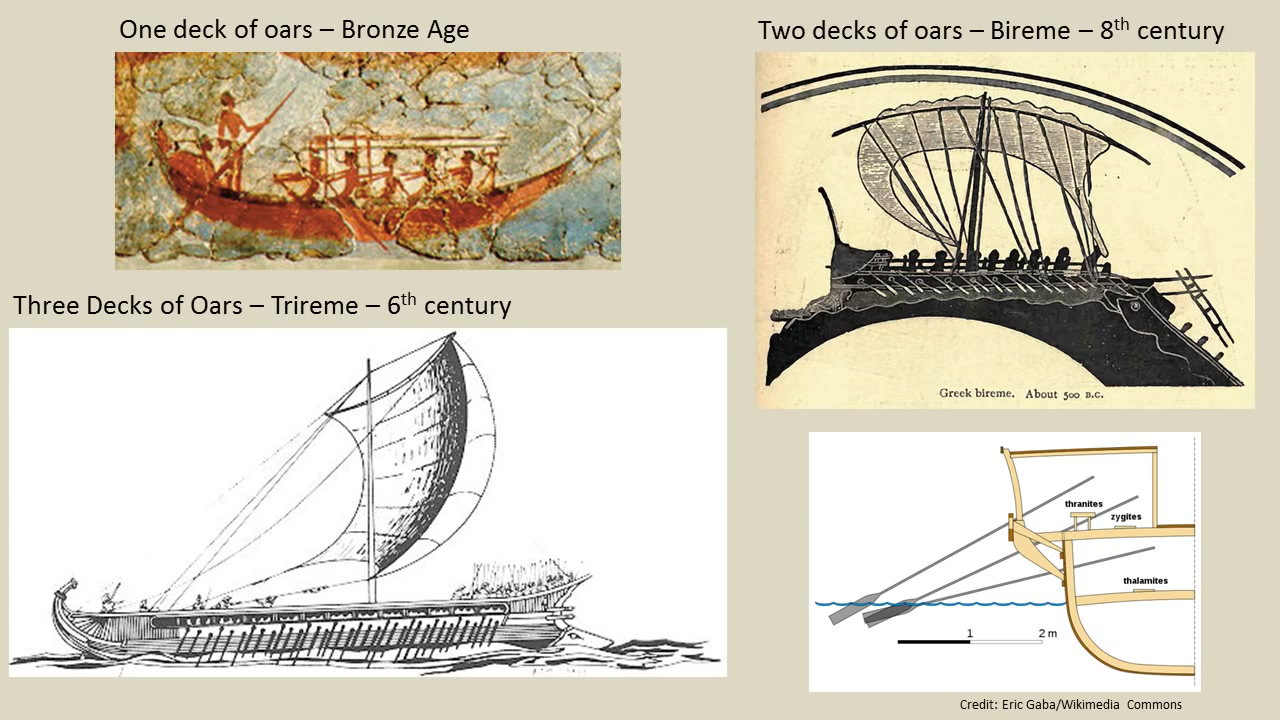 One deck of oars – Bronze Age
Two decks of oars – Bireme – 8th century
Greek bireme. About 500 B.C.
Three Decks of Oars – Trireme – 6th century
thranites
zygites
thalamites
1
2 m
Credit: Eric Gaba/Wikimedia Commons